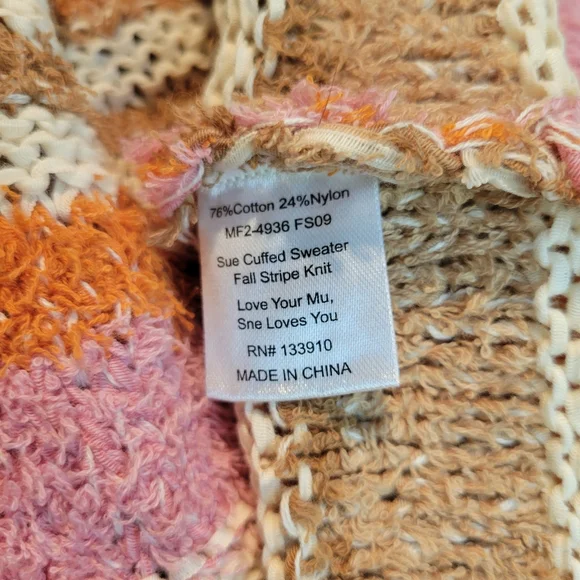 76%Cotton 24%Nylon
MF2-4936 FS09
Sue Cuffed Sweater
Fall Stripe Knit
Love Your Mu,
Sne Loves You
RN# 133910
MADE IN CHINA